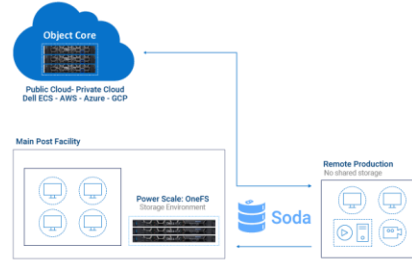 Object Core
Public Cloud- Private Cloud
Dell ECS - AWS - Azure - GCP
Main Post Facility
Power Scale: OneFS
Storage Environment
Soda
Remote Production
No shared storage